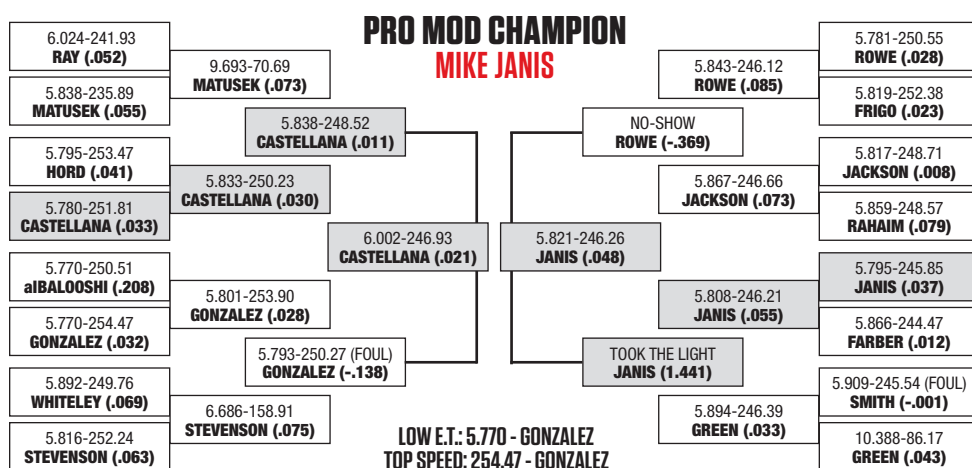 PRO MOD CHAMPION
MIKE JANIS
6.024-241.93
RAY (.052)
5.838-235.89
MATUSEK (.055)
5.795-253.47
HORD (.041)
5.780-251.81
CASTELLANA (.033)
5.770-250.51
alBALOOSHI (.208)
5.770-254.47
GONZALEZ (.032)
5.892-249.76
WHITELEY (.069)
5.816-252.24
STEVENSON (.063)
9.693-70.69
MATUSEK (.073)
5.833-250.23
CASTELLANA (.030)
5.801-253.90
GONZALEZ (.028)
6.686-158.91
STEVENSON (.075)
5.838-248.52
CASTELLANA (.011)
5.793-250.27 (FOUL)
GONZALEZ (-.138)
6.002-246.93
CASTELLANA (.021)
5.821-246.26
JANIS (.048)
NO-SHOW
ROWE (-.369)
TOOK THE LIGHT
JANIS (1.441)
5.843-246.12
ROWE (.085)
5.867-246.66
JACKSON (.073)
5.808-246.21
JANIS (.055)
5.894-246.39
GREEN (.033)
5.781-250.55
ROWE (.028)
5.819-252.38
FRIGO (.023)
5.817-248.71
JACKSON (.008)
5.859-248.57
RAHAIM (.079)
5.795-245.85
JANIS (.037)
5.866-244.47
FARBER (.012)
5.909-245.54 (FOUL)
SMITH (-.001)
10.388-86.17
GREEN (.043)
LOW E.T.: 5.770 - GONZALEZ
TOP SPEED: 254.47 - GONZALEZ